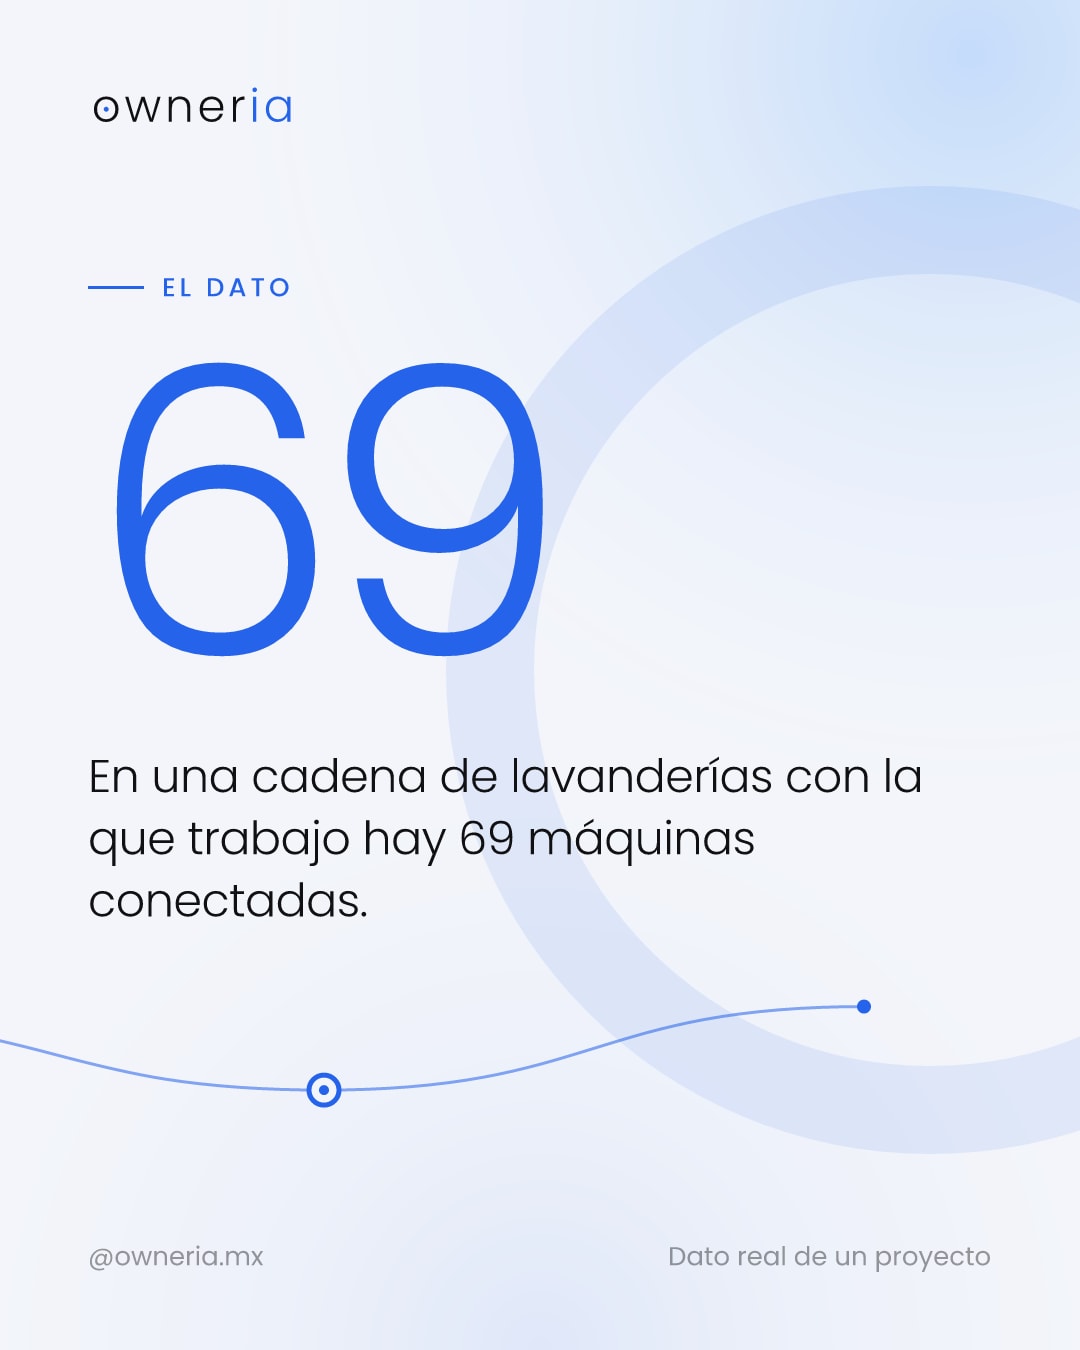 owneria
EL DATO
69
En una cadena de lavanderías con la
que trabajo hay 69 máquinas
conectadas.
@owneria.mx
Dato real de un proyecto